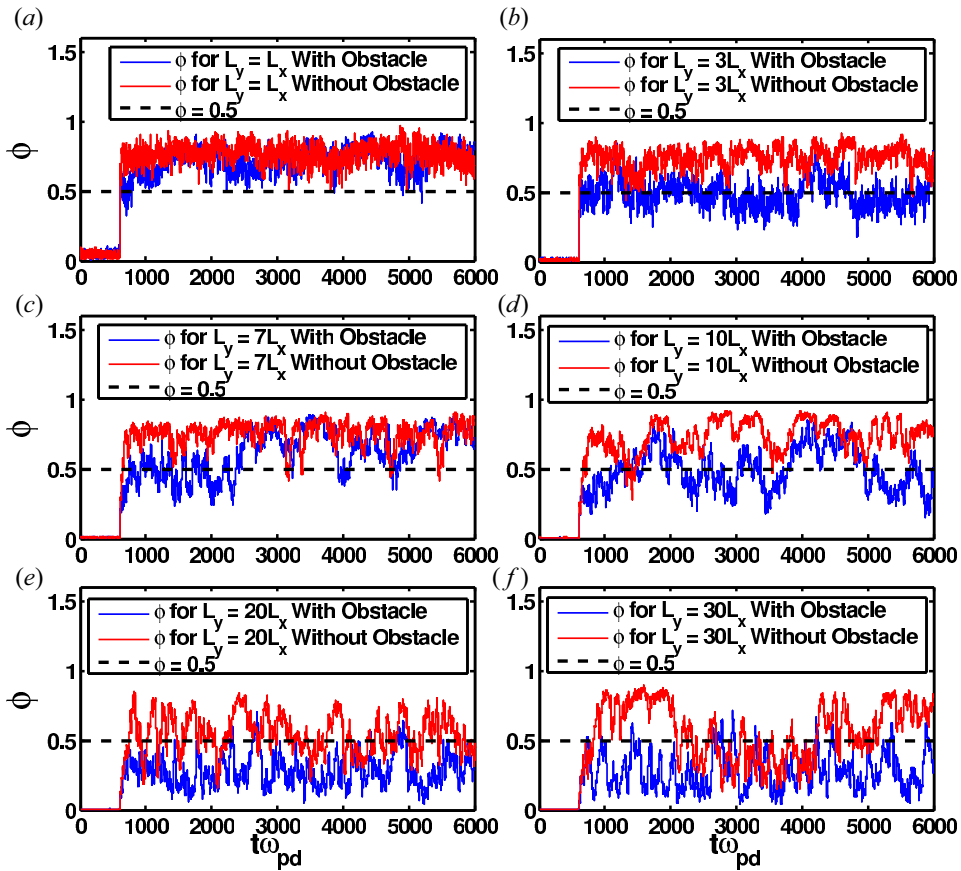 (a)
(b)
1.5
1
0.5
0
ϕ
ϕ for L_y = L_x With Obstacle
ϕ for L_y = L_x Without Obstacle
ϕ = 0.5
0 1000 2000 3000 4000 5000 6000
1.5
1
0.5
0
ϕ for L_y = 3L_x With Obstacle
ϕ for L_y = 3L_x Without Obstacle
ϕ = 0.5
0 1000 2000 3000 4000 5000 6000
(c)
(d)
1.5
1
0.5
0
ϕ
ϕ for L_y = 7L_x With Obstacle
ϕ for L_y = 7L_x Without Obstacle
ϕ = 0.5
0 1000 2000 3000 4000 5000 6000
1.5
1
0.5
0
ϕ for L_y = 10L_x With Obstacle
ϕ for L_y = 10L_x Without Obstacle
ϕ = 0.5
0 1000 2000 3000 4000 5000 6000
(e)
(f)
1.5
1
0.5
0
ϕ
ϕ for L_y = 20L_x With Obstacle
ϕ for L_y = 20L_x Without Obstacle
ϕ = 0.5
0 1000 2000 3000 4000 5000 6000
tω_pd
1.5
1
0.5
0
ϕ for L_y = 30L_x With Obstacle
ϕ for L_y = 30L_x Without Obstacle
ϕ = 0.5
0 1000 2000 3000 4000 5000 6000
tω_pd